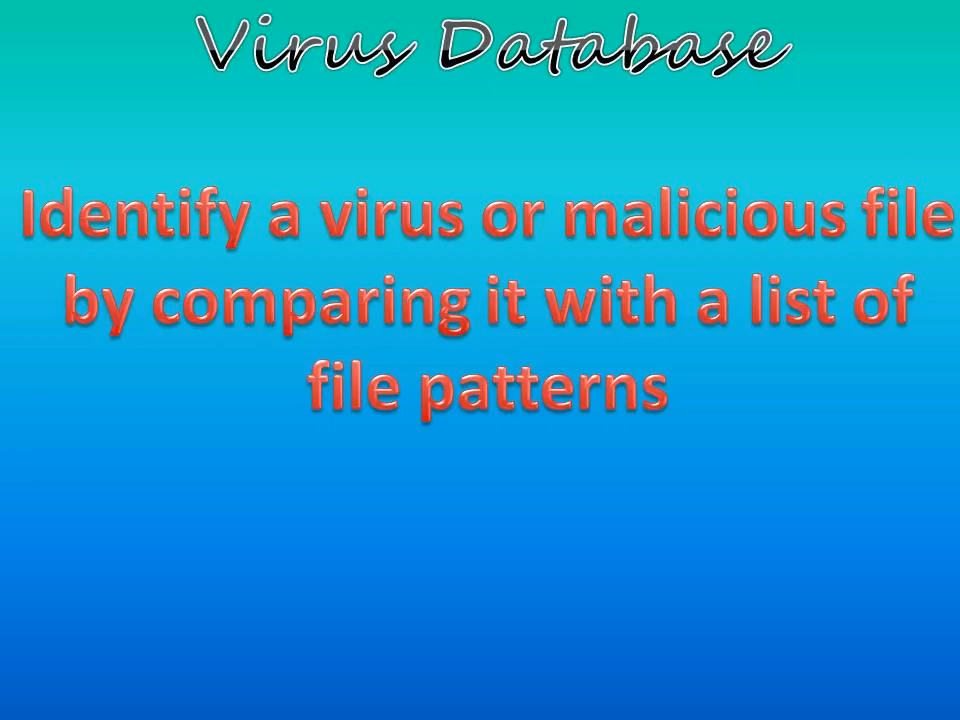 Virus Database
Identify a virus or malicious file
by comparing it with a list of
file patterns